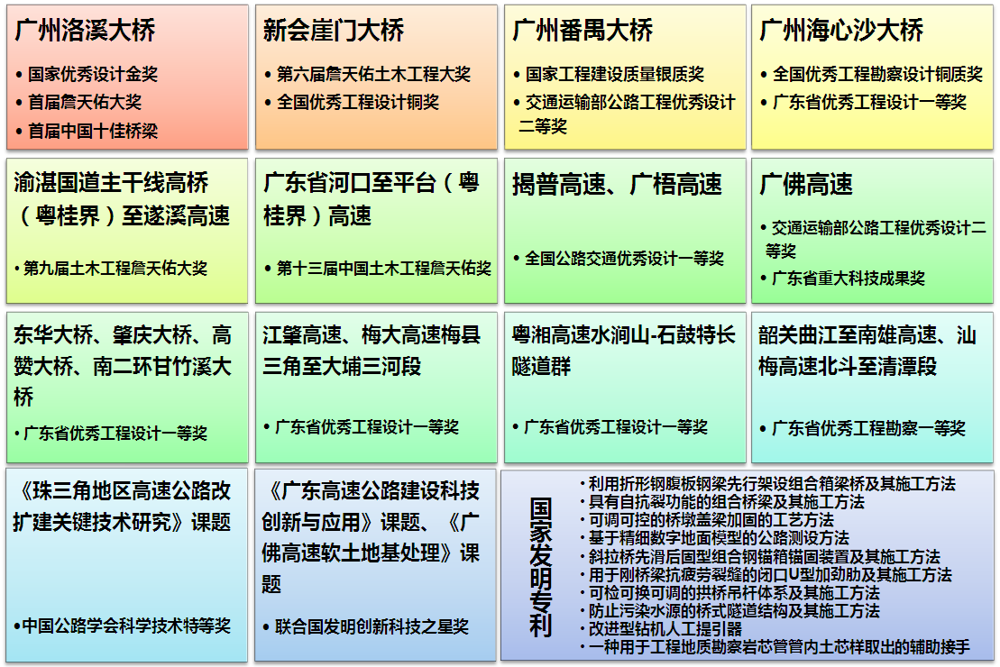 广州洛溪大桥
• 国家优秀设计金奖
• 首届詹天佑大奖
• 首届中国十佳桥梁
新会崖门大桥
• 第六届詹天佑土木工程大奖
• 全国优秀工程设计铜奖
广州番禺大桥
• 国家工程建设质量银质奖
• 交通运输部公路工程优秀设计
二等奖
广州海心沙大桥
• 全国优秀工程勘察设计铜质奖
• 广东省优秀工程设计一等奖
渝湛国道主干线高桥
（粤桂界）至遂溪高速
• 第九届土木工程詹天佑大奖
广东省河口至平台（粤
桂界）高速
• 第十三届中国土木工程詹天佑奖
揭普高速、广梧高速
• 全国公路交通优秀设计一等奖
广佛高速
• 交通运输部公路工程优秀设计二
等奖
• 广东省重大科技成果奖
东华大桥、肇庆大桥、高
赞大桥、南二环甘竹溪大
桥
• 广东省优秀工程设计一等奖
江肇高速、梅大高速梅县
三角至大埔三河段
• 广东省优秀工程设计一等奖
粤湘高速水涧山-石鼓特长
隧道群
• 广东省优秀工程设计一等奖
韶关曲江至南雄高速、汕
梅高速北斗至清潭段
• 广东省优秀工程勘察一等奖
《珠三角地区高速公路改
扩建关键技术研究》课题
•中国公路学会科学技术特等奖
《广东高速公路建设科技
创新与应用》课题、《广
佛高速软土地基处理》课
题
• 联合国发明创新科技之星奖
国家发明专利
• 利用折形钢腹板钢梁先行架设组合箱梁桥及其施工方法
• 具有自抗裂功能的组合桥梁及其施工方法
• 可调可控的桥墩盖梁加固的工艺方法
• 基于精细数字地面模型的公路测设方法
• 斜拉桥先滑后固型组合钢锚箱锚固装置及其施工方法
• 用于刚桥梁抗疲劳裂缝的闭口U型加劲肋及其施工方法
• 可检可换可调的拱桥吊杆体系及其施工方法
• 防止污染水源的桥式隧道结构及其施工方法
• 改进型钻机人工提引器
• 一种用于工程地质勘察岩芯管管内土芯样取出的辅助接手